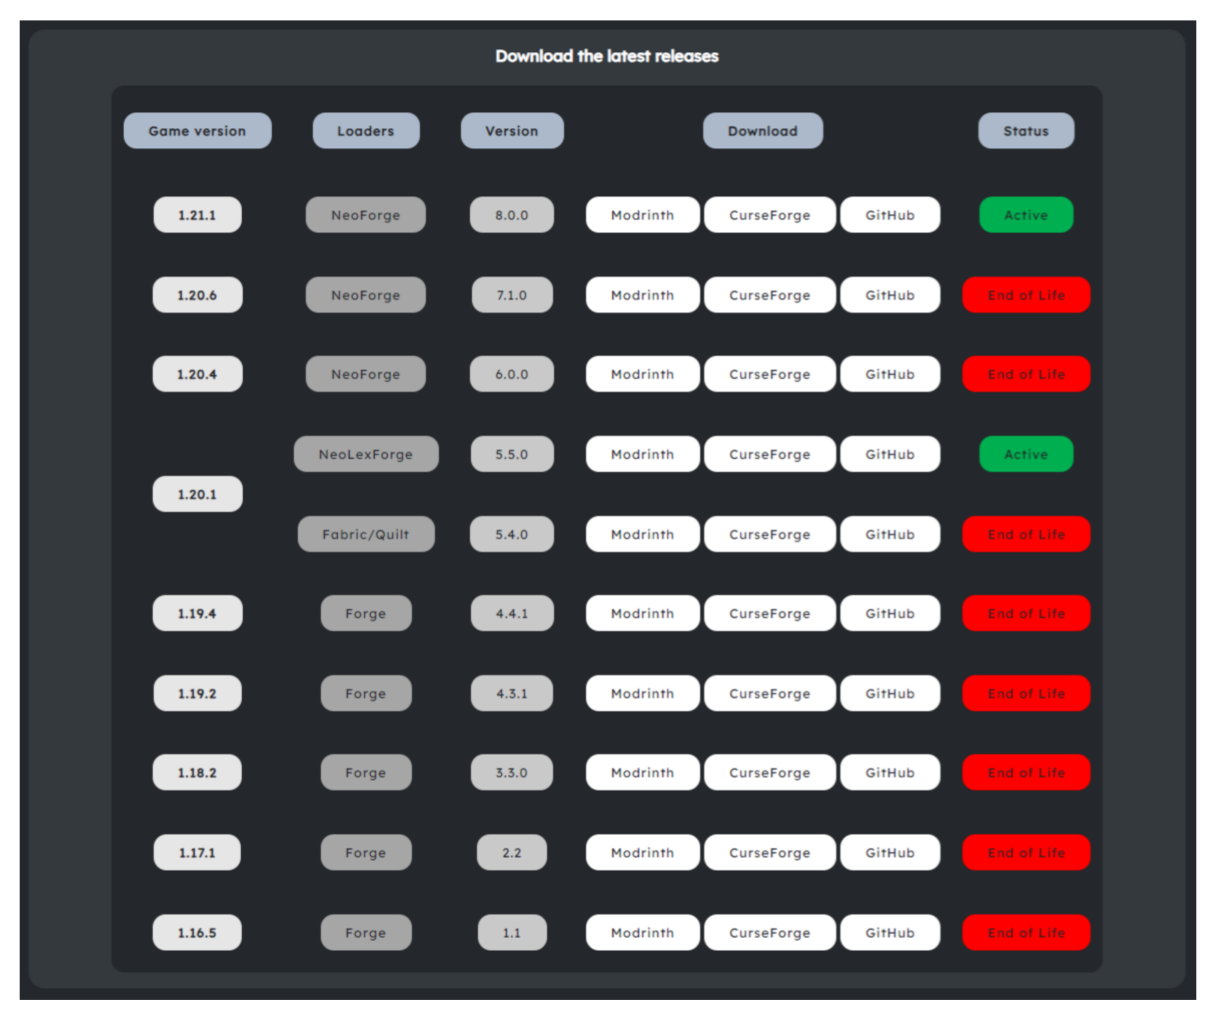 Download the latest releases
Game version Loaders Version Download Status
1.21.1 NeoForge 8.0.0 Modrinth CurseForge GitHub Active
1.20.6 NeoForge 7.1.0 Modrinth CurseForge GitHub End of Life
1.20.4 NeoForge 6.0.0 Modrinth CurseForge GitHub End of Life
NeoLexForge 5.5.0 Modrinth CurseForge GitHub Active
1.20.1
Fabric/Quilt 5.4.0 Modrinth CurseForge GitHub End of Life
1.19.4 Forge 4.4.1 Modrinth CurseForge GitHub End of Life
1.19.2 Forge 4.3.1 Modrinth CurseForge GitHub End of Life
1.18.2 Forge 3.3.0 Modrinth CurseForge GitHub End of Life
1.17.1 Forge 2.2 Modrinth CurseForge GitHub End of Life
1.16.5 Forge 1.1 Modrinth CurseForge GitHub End of Life